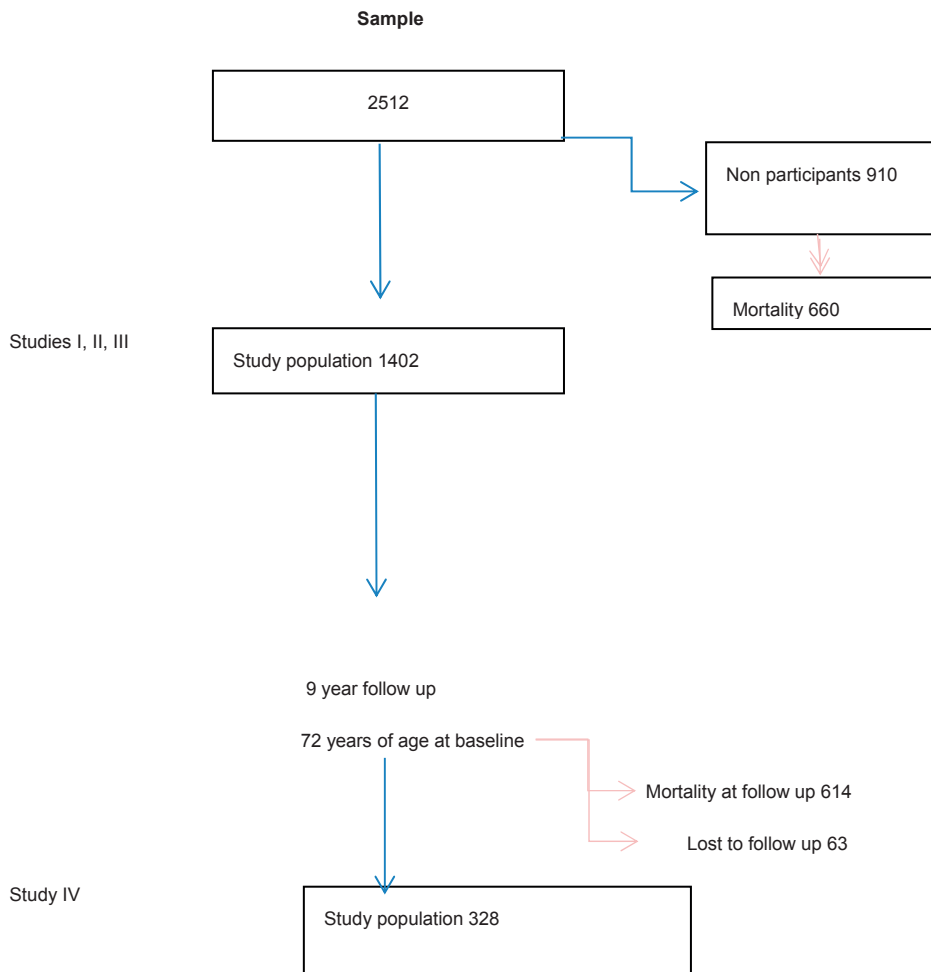 Sample
2512
Non participants 910
Mortality 660
Studies I, II, III
Study population 1402
9 year follow up
72 years of age at baseline
Mortality at follow up 614
Lost to follow up 63
Study IV
Study population 328